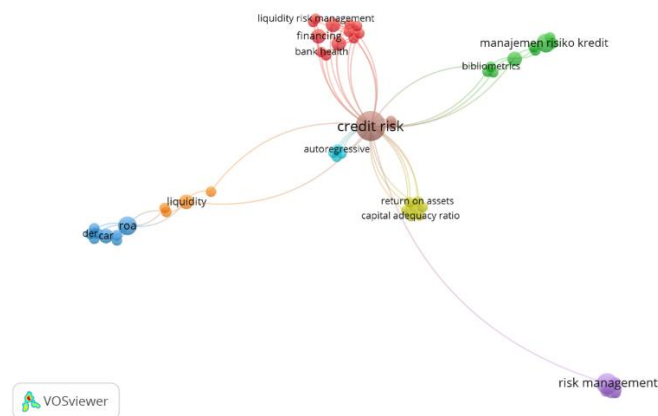 liquidity risk management
financing
bank health
manajemen risiko kredit
bibliometrics
credit risk
autoregressive
liquidity
return on assets
capital adequacy ratio
roa
der
car
risk management
VOSviewer